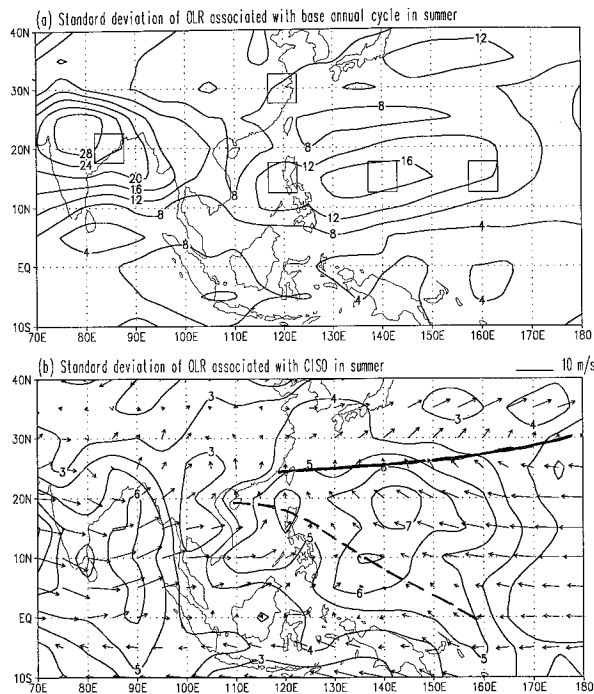 (a) Standard deviation of OLR associated with base annual cycle in summer
40N
30N
20N
10N
EQ
10S
12
8
8
28
24
20
16
12
8
8
12
16
12
8
4
4
8
4
4
70E 80E 90E 100E 110E 120E 130E 140E 150E 160E 170E 180
(b) Standard deviation of OLR associated with CISO in summer 10 m/s
40N
30N
20N
10N
EQ
10S
3
4
3
4
3
3
5
6
6
7
5
6
5
3
4
5
70E 80E 90E 100E 110E 120E 130E 140E 150E 160E 170E 180